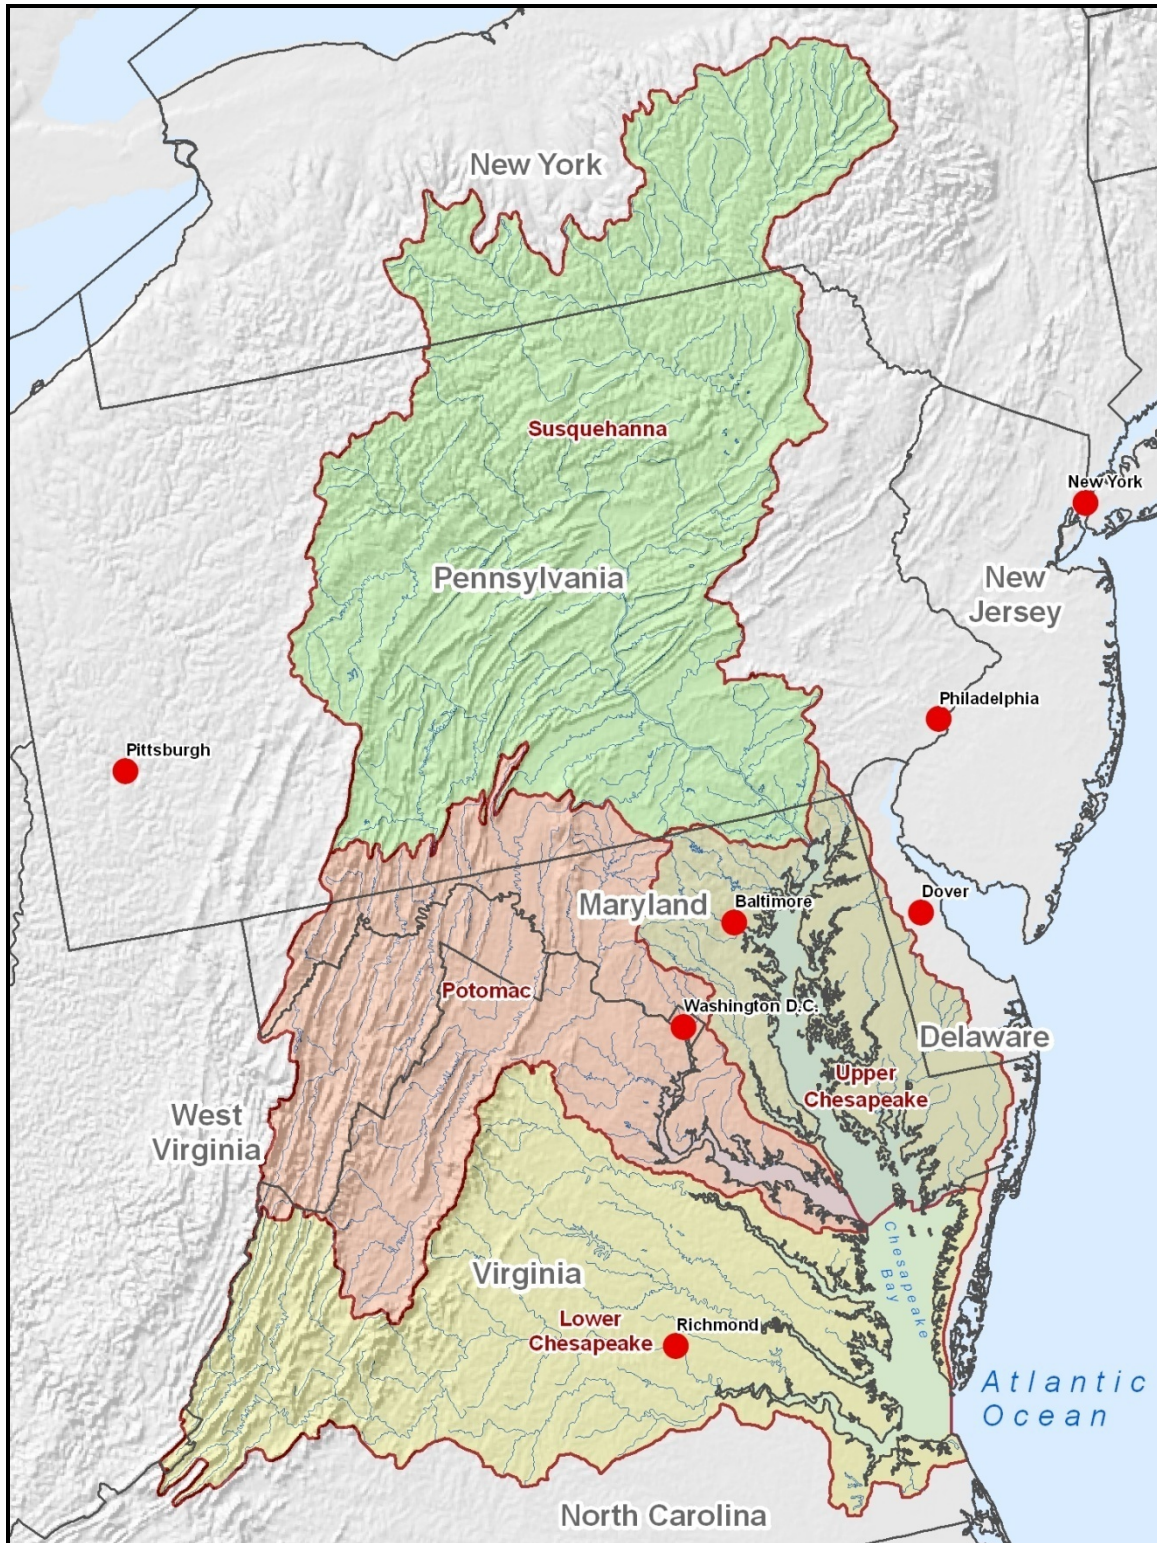 New York
Susquehanna
New York
Pennsylvania
New
Jersey
Philadelphia
Pittsburgh
Dover
Baltimore
Maryland
Potomac
Washington D.C.
Delaware
Upper
Chesapeake
West
Virginia
Chesapeake
Bay
Virginia
Lower
Chesapeake
Richmond
Atlantic
Ocean
North Carolina